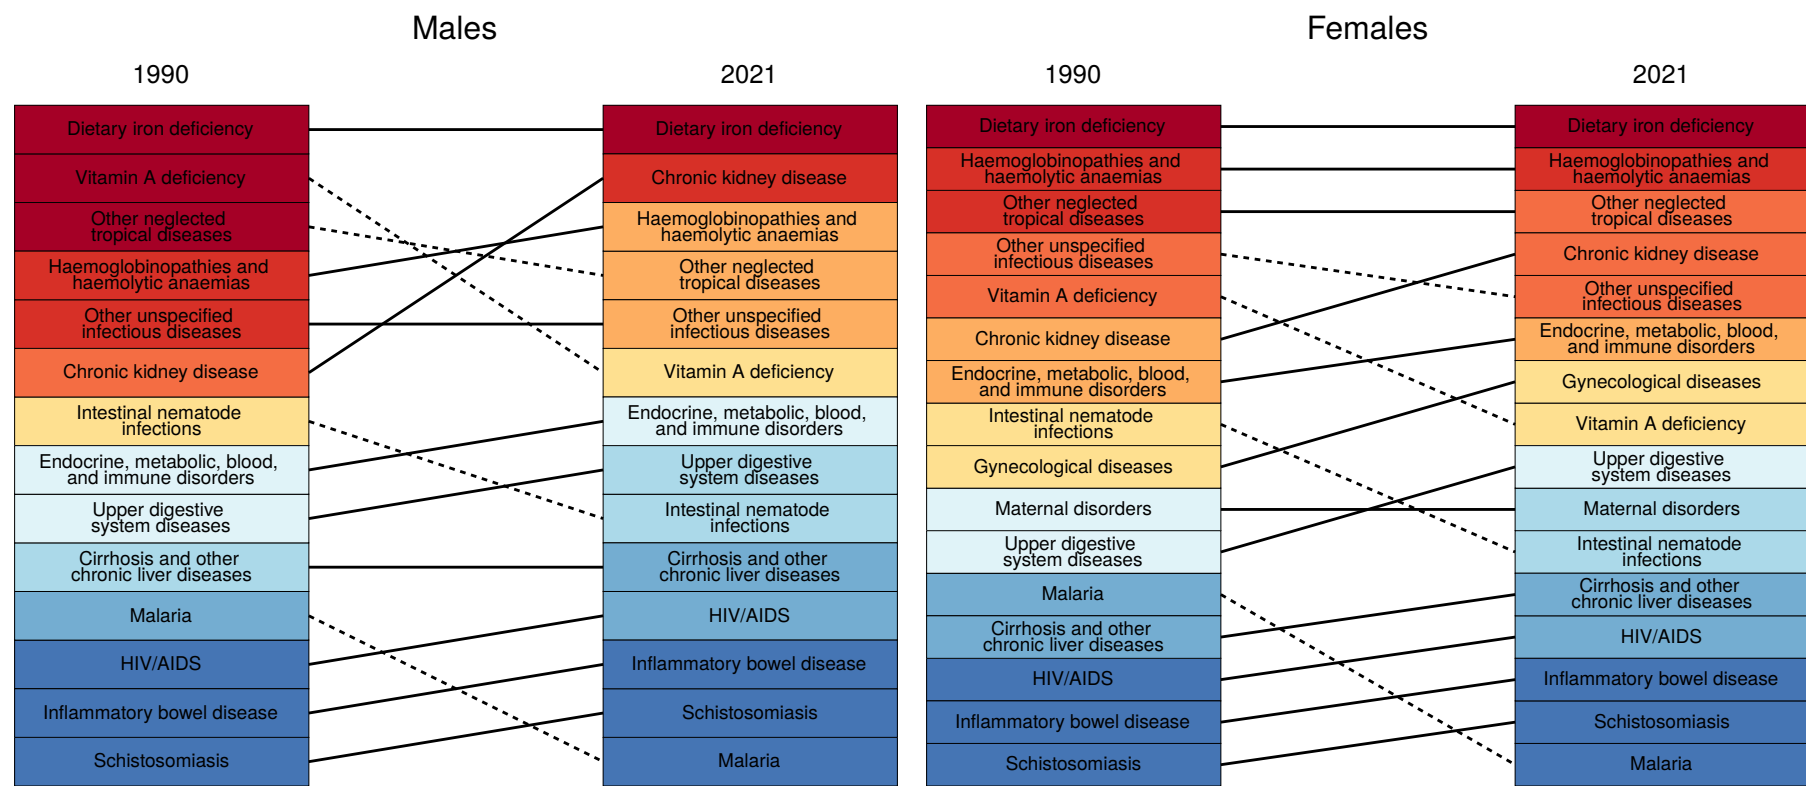 Males
1990
2021
Dietary iron deficiency
Vitamin A deficiency
Other neglected
tropical diseases
Haemoglobinopathies and
haemolytic anaemias
Other unspecified
infectious diseases
Chronic kidney disease
Intestinal nematode
infections
Endocrine, metabolic, blood,
and immune disorders
Upper digestive
system diseases
Cirrhosis and other
chronic liver diseases
Malaria
HIV/AIDS
Inflammatory bowel disease
Schistosomiasis
Dietary iron deficiency
Chronic kidney disease
Haemoglobinopathies and
haemolytic anaemias
Other neglected
tropical diseases
Other unspecified
infectious diseases
Vitamin A deficiency
Endocrine, metabolic, blood,
and immune disorders
Upper digestive
system diseases
Intestinal nematode
infections
Cirrhosis and other
chronic liver diseases
HIV/AIDS
Inflammatory bowel disease
Schistosomiasis
Malaria
Females
1990
2021
Dietary iron deficiency
Haemoglobinopathies and
haemolytic anaemias
Other neglected
tropical diseases
Other unspecified
infectious diseases
Vitamin A deficiency
Chronic kidney disease
Endocrine, metabolic, blood,
and immune disorders
Intestinal nematode
infections
Gynecological diseases
Maternal disorders
Upper digestive
system diseases
Malaria
Cirrhosis and other
chronic liver diseases
HIV/AIDS
Inflammatory bowel disease
Schistosomiasis
Dietary iron deficiency
Haemoglobinopathies and
haemolytic anaemias
Other neglected
tropical diseases
Chronic kidney disease
Other unspecified
infectious diseases
Endocrine, metabolic, blood,
and immune disorders
Gynecological diseases
Vitamin A deficiency
Upper digestive
system diseases
Maternal disorders
Intestinal nematode
infections
Cirrhosis and other
chronic liver diseases
HIV/AIDS
Inflammatory bowel disease
Schistosomiasis
Malaria